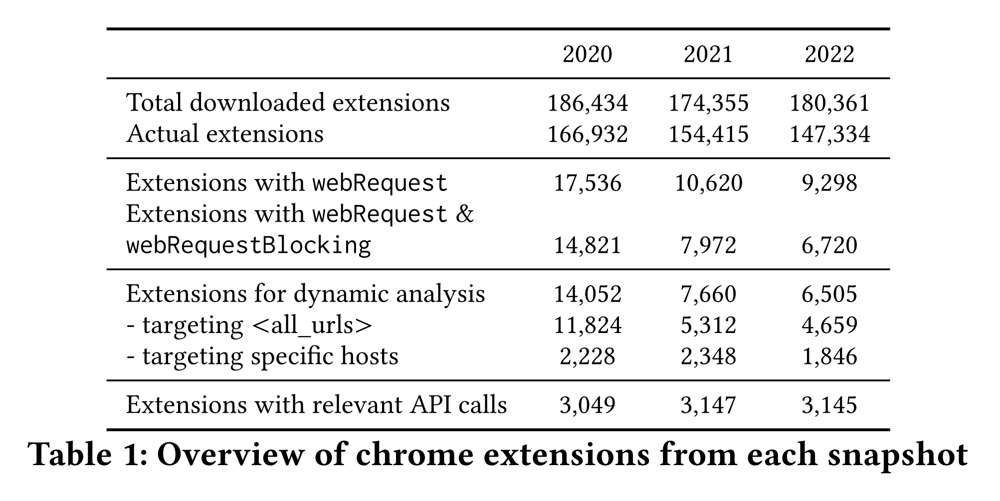 2020 2021 2022
Total downloaded extensions 186,434 174,355 180,361
Actual extensions 166,932 154,415 147,334
Extensions with webRequest 17,536 10,620 9,298
Extensions with webRequest &
webRequestBlocking 14,821 7,972 6,720
Extensions for dynamic analysis 14,052 7,660 6,505
- targeting <all_urls> 11,824 5,312 4,659
- targeting specific hosts 2,228 2,348 1,846
Extensions with relevant API calls 3,049 3,147 3,145
Table 1: Overview of chrome extensions from each snapshot